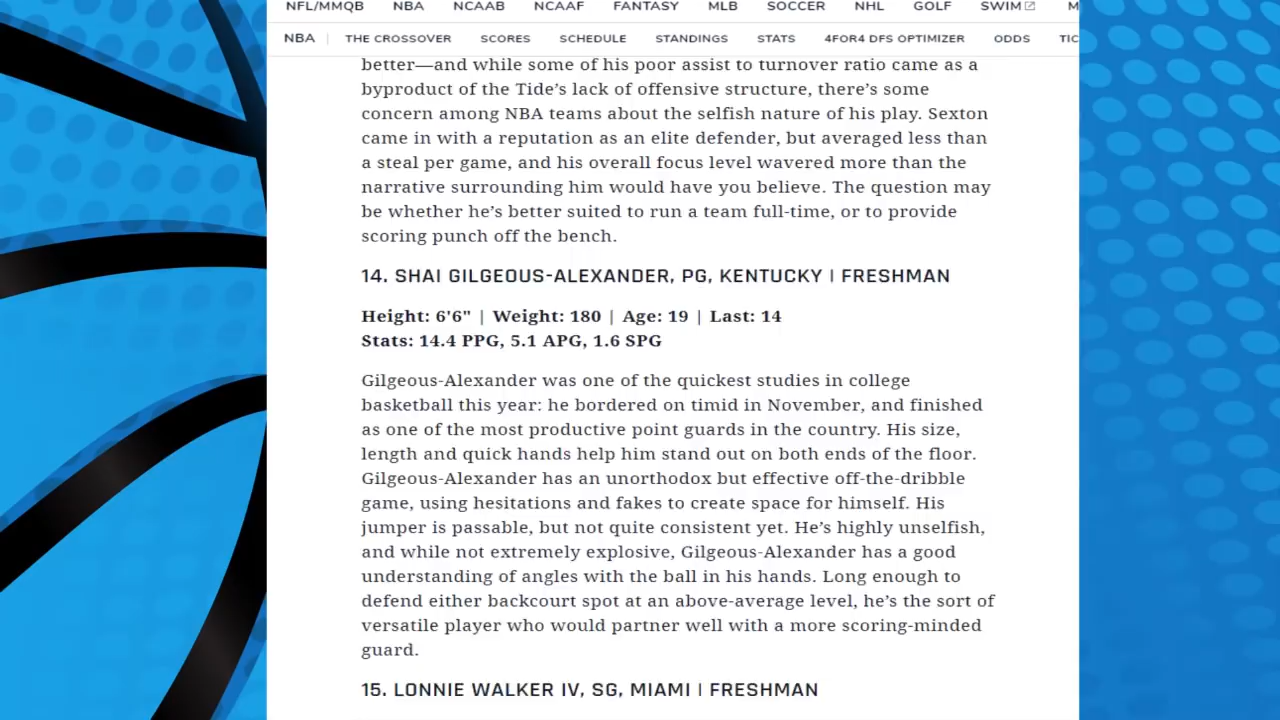 NFL/MMQB NBA NCAAB NCAAF FANTASY MLB SOCCER NHL GOLF SWIM M
NBA | THE CROSSOVER SCORES SCHEDULE STANDINGS STATS 4FOR4 DFS OPTIMIZER ODDS TIC
better—and while some of his poor assist to turnover ratio came as a
byproduct of the Tide’s lack of offensive structure, there’s some
concern among NBA teams about the selfish nature of his play. Sexton
came in with a reputation as an elite defender, but averaged less than
a steal per game, and his overall focus level wavered more than the
narrative surrounding him would have you believe. The question may
be whether he’s better suited to run a team full-time, or to provide
scoring punch off the bench.
14. SHAI GILGEOUS-ALEXANDER, PG, KENTUCKY | FRESHMAN
Height: 6'6" | Weight: 180 | Age: 19 | Last: 14
Stats: 14.4 PPG, 5.1 APG, 1.6 SPG
Gilgeous-Alexander was one of the quickest studies in college
basketball this year: he bordered on timid in November, and finished
as one of the most productive point guards in the country. His size,
length and quick hands help him stand out on both ends of the floor.
Gilgeous-Alexander has an unorthodox but effective off-the-dribble
game, using hesitations and fakes to create space for himself. His
jumper is passable, but not quite consistent yet. He’s highly unselfish,
and while not extremely explosive, Gilgeous-Alexander has a good
understanding of angles with the ball in his hands. Long enough to
defend either backcourt spot at an above-average level, he’s the sort of
versatile player who would partner well with a more scoring-minded
guard.
15. LONNIE WALKER IV, SG, MIAMI | FRESHMAN